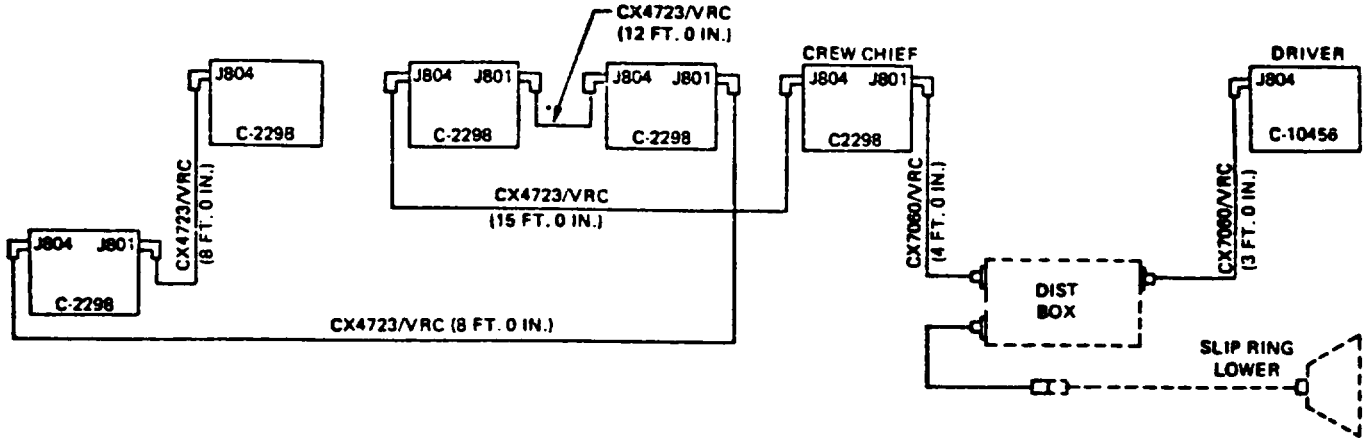 CX4723/VRC
(12 FT. 0 IN.)
J804
C-2298
CX4723/VRC
(8 FT. 0 IN.)
J804 J801
C-2298
J804 J801
C-2298
CREW CHIEF
J804 J801
C2298
DRIVER
J804
C-10456
CX4723/VRC
(15 FT. 0 IN.)
CX7060/VRC
(4 FT. 0 IN.)
CX7060/VRC
(3 FT. 0 IN.)
J804 J801
C-2298
CX4723/VRC (8 FT. 0 IN.)
DIST
BOX
SLIP RING
LOWER